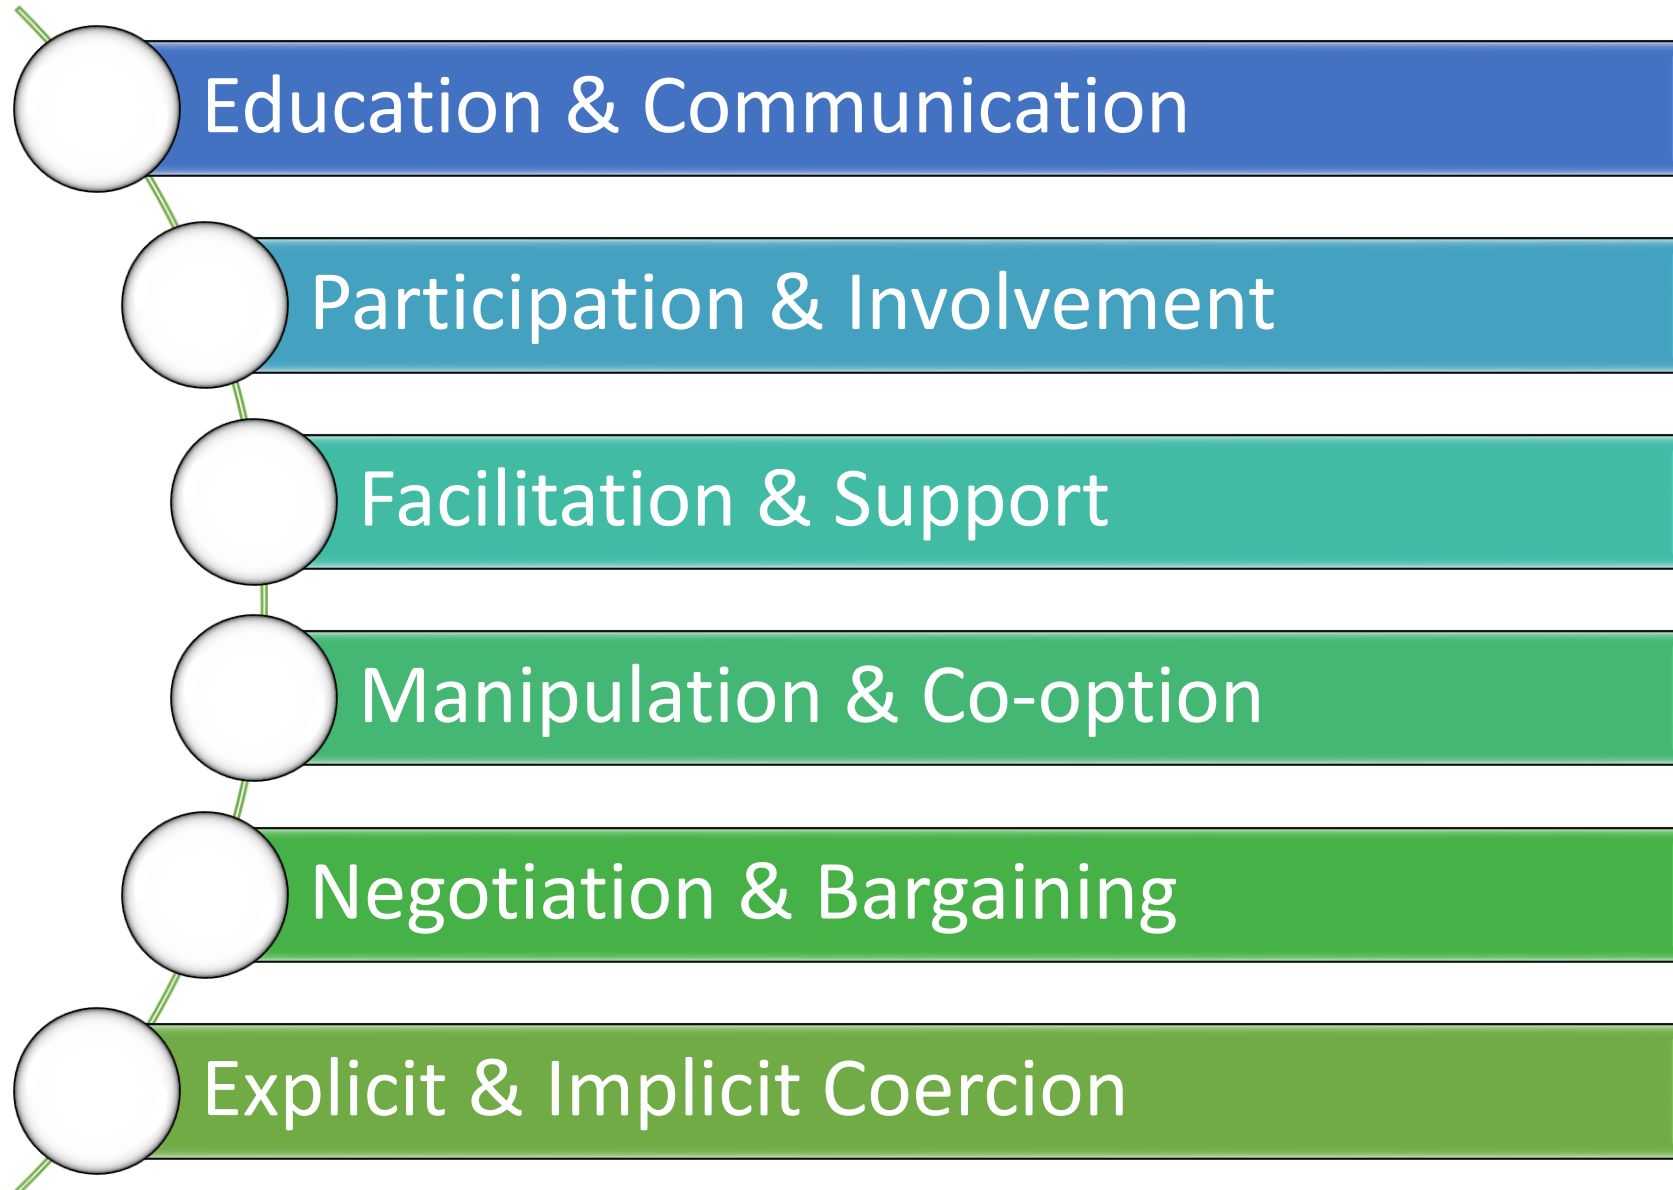 Education & Communication
Participation & Involvement
Facilitation & Support
Manipulation & Co-option
Negotiation & Bargaining
Explicit & Implicit Coercion